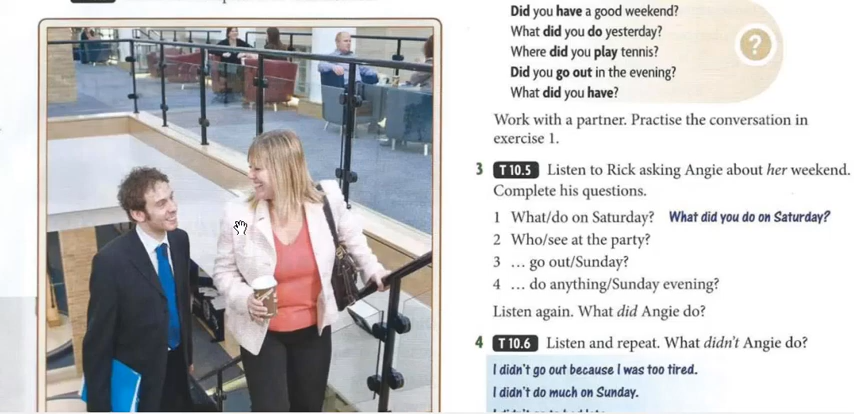 Did you have a good weekend?
What did you do yesterday?
Where did you play tennis?
Did you go out in the evening?
What did you have?
?
Work with a partner. Practise the conversation in
exercise 1.
3 T 10.5 Listen to Rick asking Angie about her weekend.
Complete his questions.
1 What/do on Saturday? What did you do on Saturday?
2 Who/see at the party?
3 … go out/Sunday?
4 … do anything/Sunday evening?
Listen again. What did Angie do?
4 T 10.6 Listen and repeat. What didn't Angie do?
I didn't go out because I was too tired.
I didn't do much on Sunday.